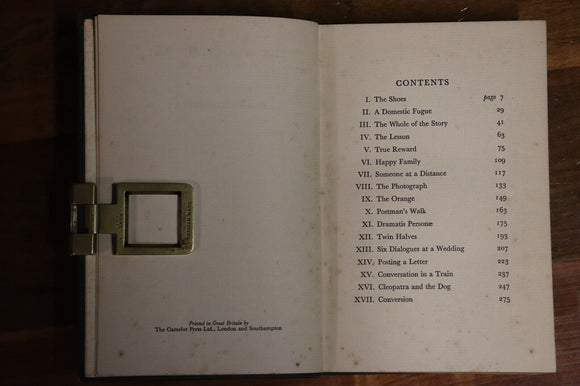 Printed in Great Britain by
The Camelot Press Ltd., London and Southampton
CONTENTS
I. The Shoes page 7
II. A Domestic Fugue 29
III. The Whole of the Story 41
IV. The Lesson 63
V. True Reward 75
VI. Happy Family 109
VII. Someone at a Distance 117
VIII. The Photograph 133
IX. The Orange 149
X. Postman's Walk 163
XI. Dramatis Personæ 175
XII. Twin Halves 193
XIII. Six Dialogues at a Wedding 207
XIV. Posting a Letter 223
XV. Conversation in a Train 237
XVI. Cleopatra and the Dog 247
XVII. Conversion 275